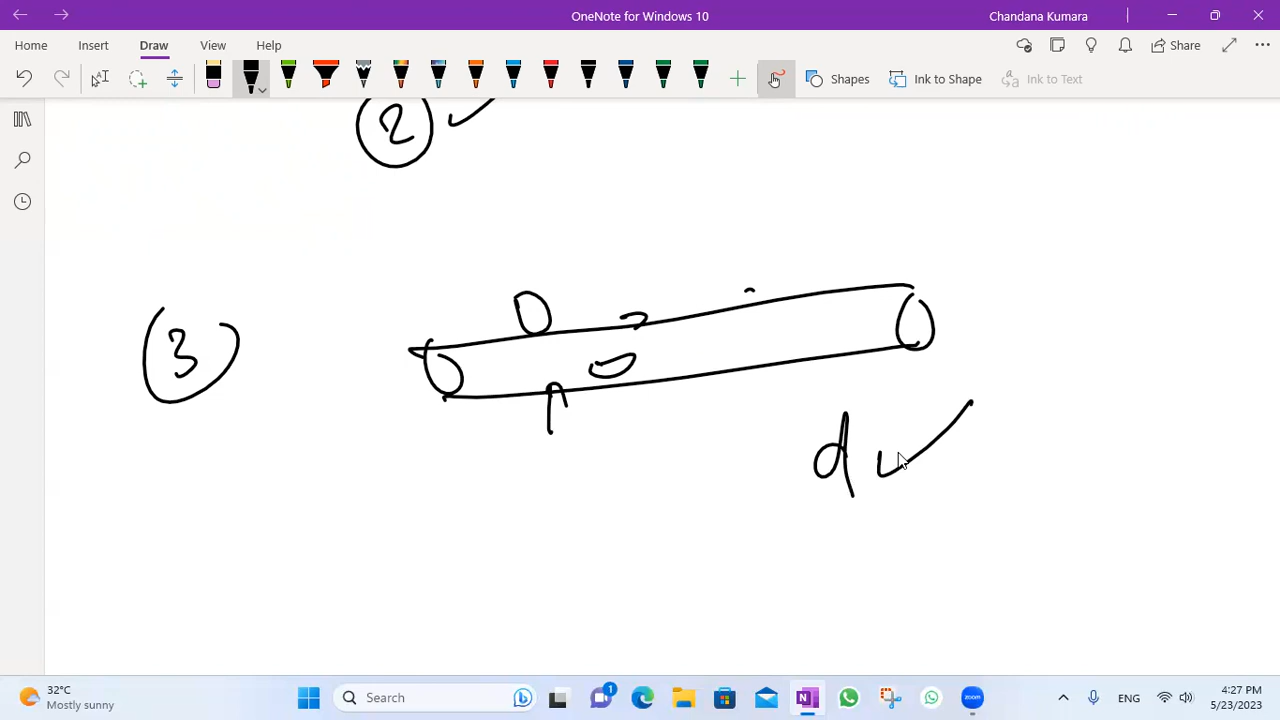 OneNote for Windows 10
Chandana Kumara
Home Insert Draw View Help
Share
Shapes
Ink to Shape
Ink to Text
2
3
d
32°C
Mostly sunny
Search
1
ENG
4:27 PM
5/23/2023